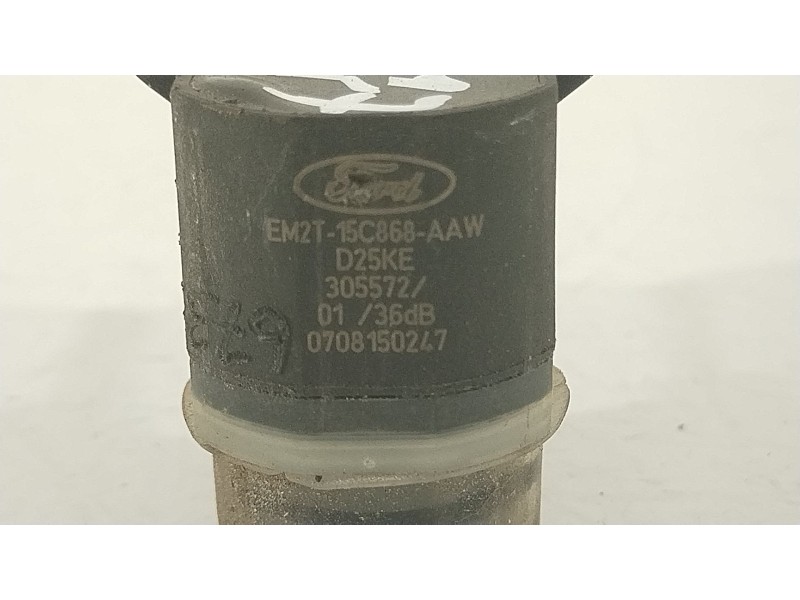 Ford
EM2T-15C868-AAW
D25KE
305572/
01 /36dB
0708150247